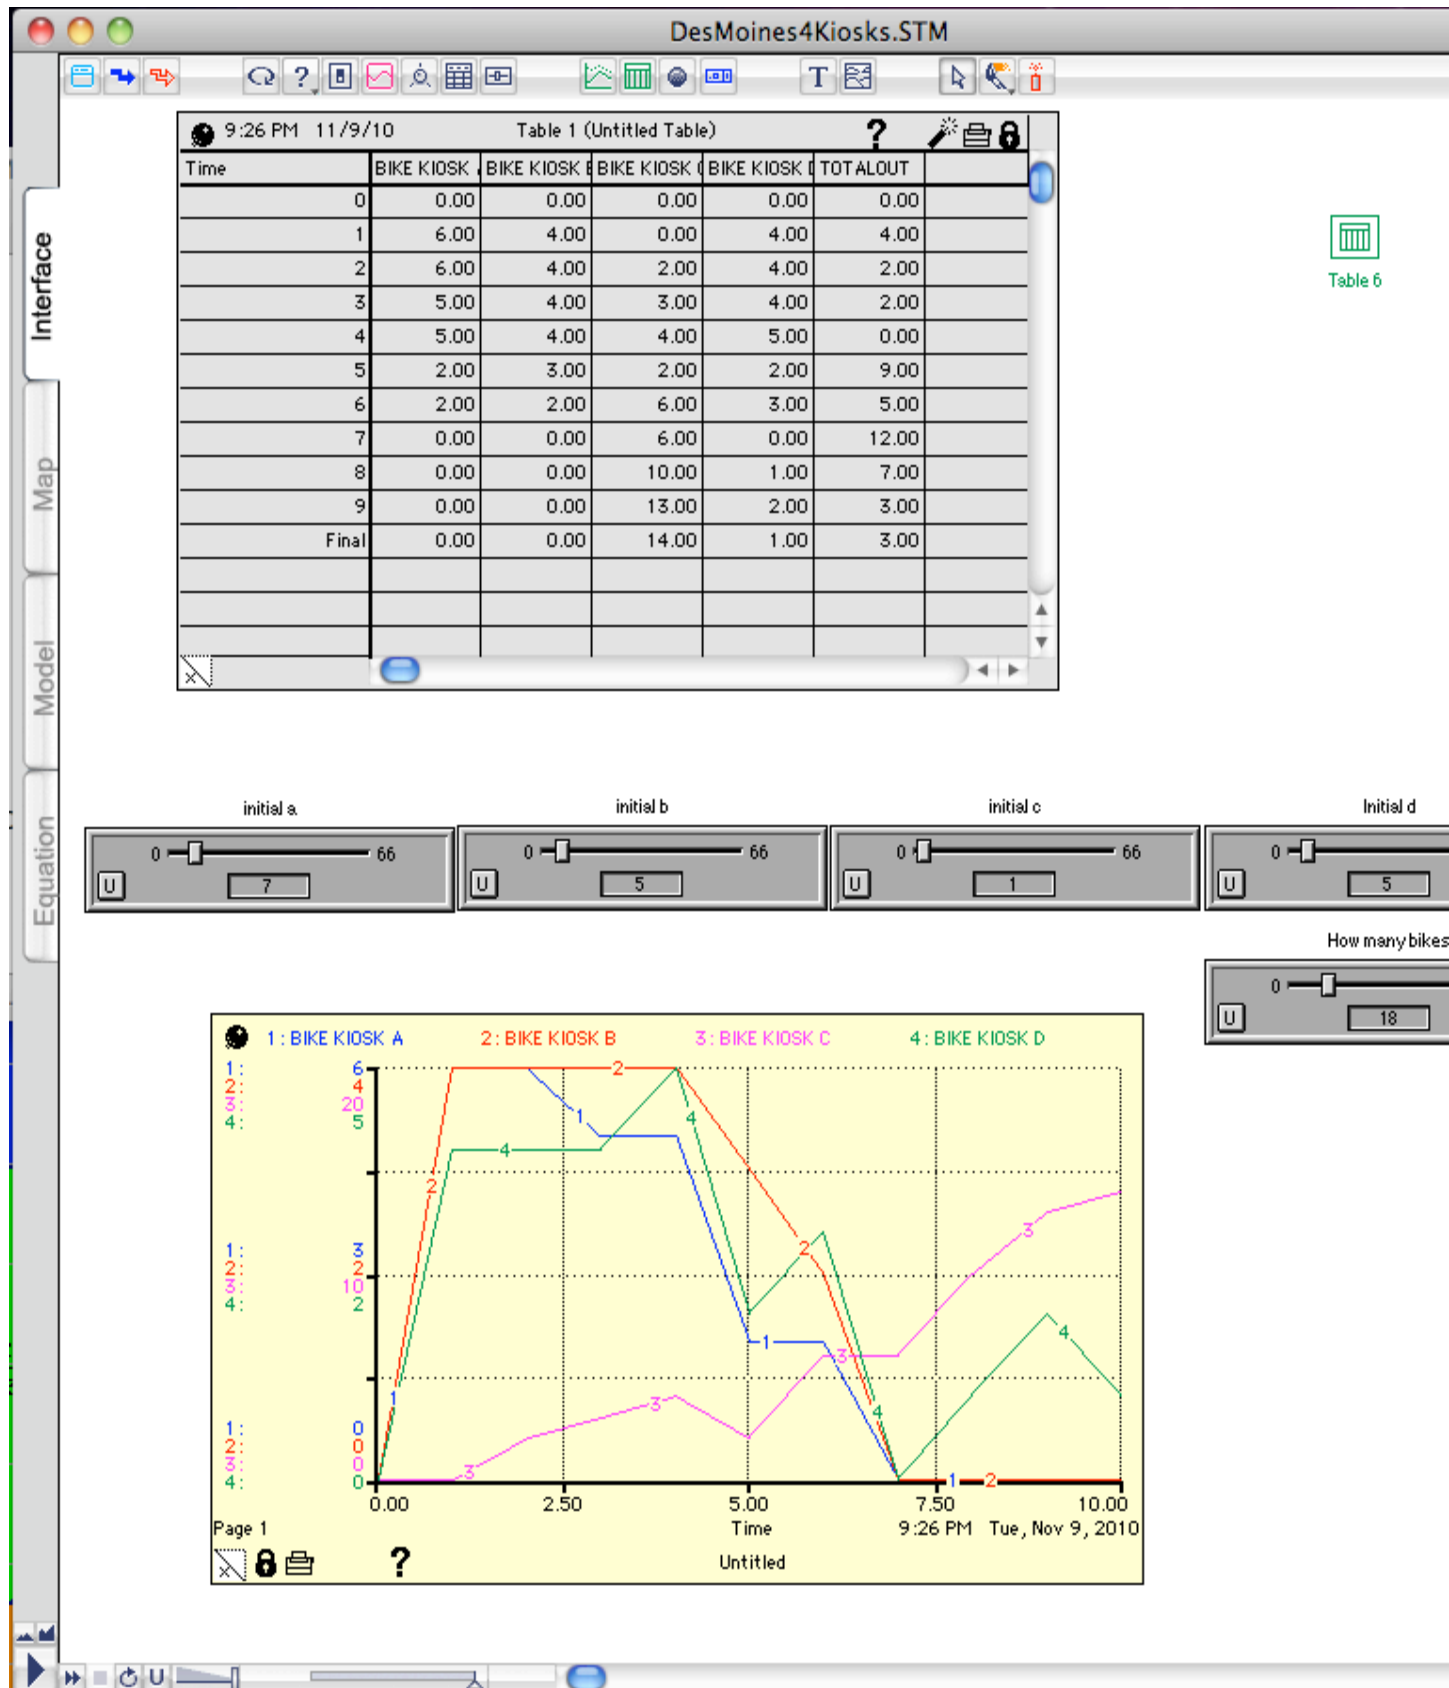 DesMoines4Kiosks.STM
Interface
Map
Model
Equation
9:26 PM 11/9/10 Table 1 (Untitled Table) ?
Time BIKE KIOSK BIKE KIOSK BIKE KIOSK BIKE KIOSK TOTALOUT
0 0.00 0.00 0.00 0.00 0.00
1 6.00 4.00 0.00 4.00 4.00
2 6.00 4.00 2.00 4.00 2.00
3 5.00 4.00 3.00 4.00 2.00
4 5.00 4.00 4.00 5.00 0.00
5 2.00 3.00 2.00 2.00 9.00
6 2.00 2.00 6.00 3.00 5.00
7 0.00 0.00 6.00 0.00 12.00
8 0.00 0.00 10.00 1.00 7.00
9 0.00 0.00 13.00 2.00 3.00
Final 0.00 0.00 14.00 1.00 3.00
Table 6
initial a initial b initial c Initial d
0 66 0 66 0 66 0
U 7 U 5 U 1 U 5
How many bikes
0
U 18
1: BIKE KIOSK A 2: BIKE KIOSK B 3: BIKE KIOSK C 4: BIKE KIOSK D
1: 6
2: 4
3: 20
4: 5
1: 3
2: 2
3: 10
4: 2
1: 0
2: 0
3: 0
4: 0
0.00 2.50 5.00 7.50 10.00
Page 1 Time 9:26 PM Tue, Nov 9, 2010
? Untitled
U